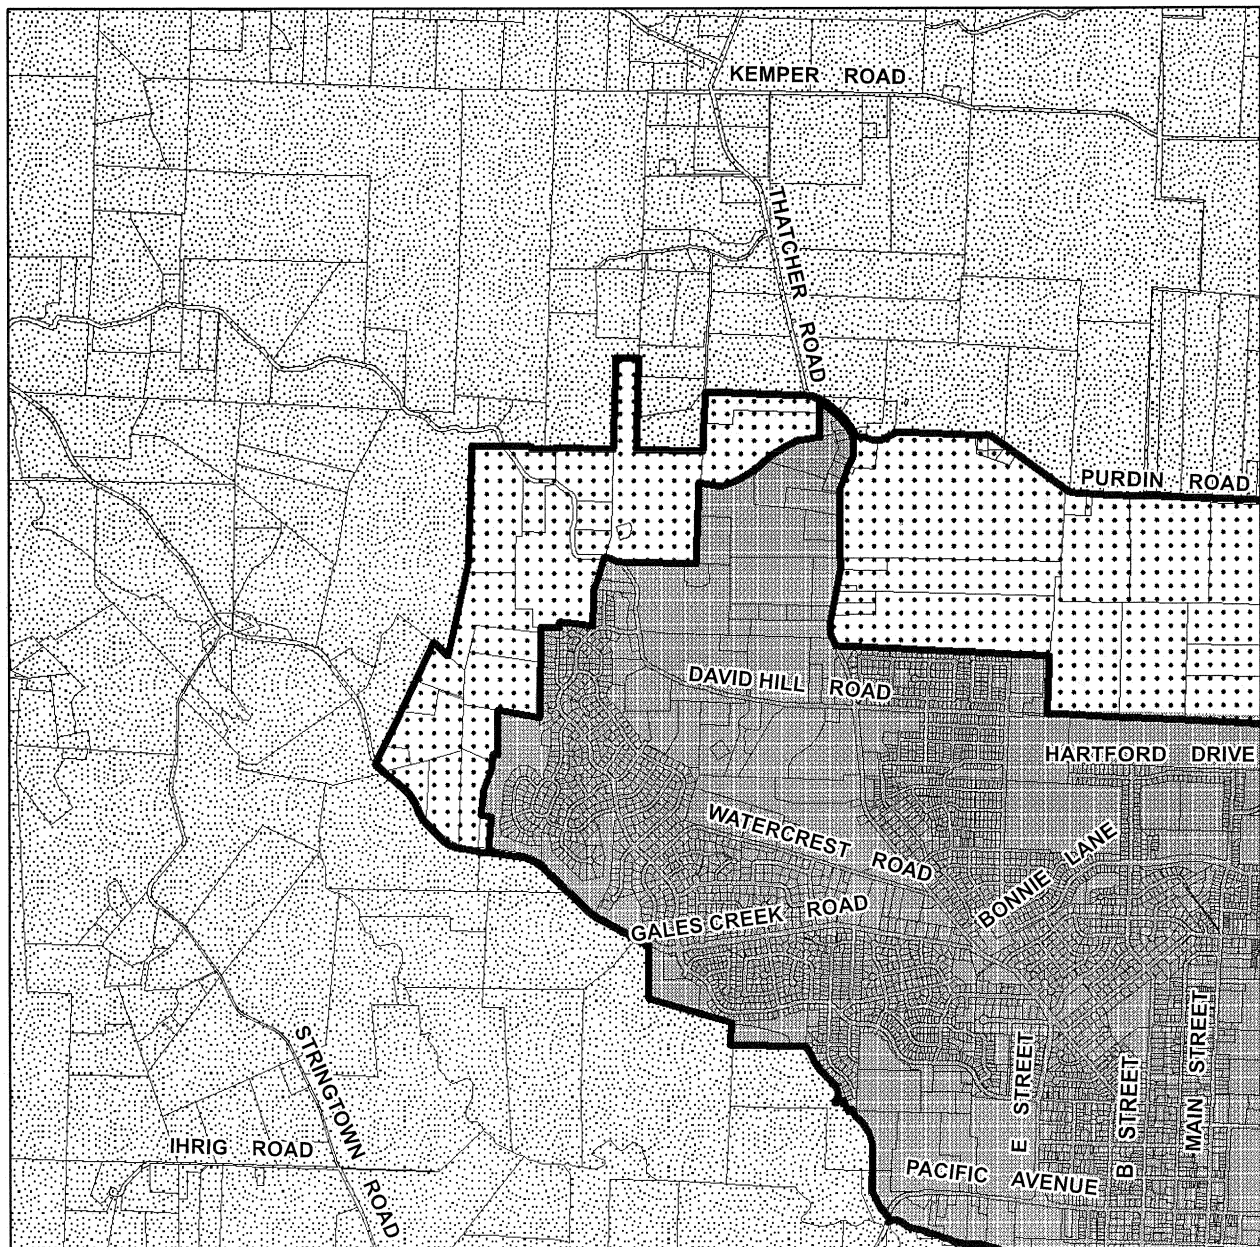 KEMPER ROAD
THATCHER ROAD
PURDIN ROAD
DAVID HILL ROAD
HARTFORD DRIVE
WATERCREST ROAD
BONNIE LANE
GALES CREEK ROAD
STRINGTOWN ROAD
E STREET
B STREET
MAIN STREET
IHRIG ROAD
PACIFIC AVENUE